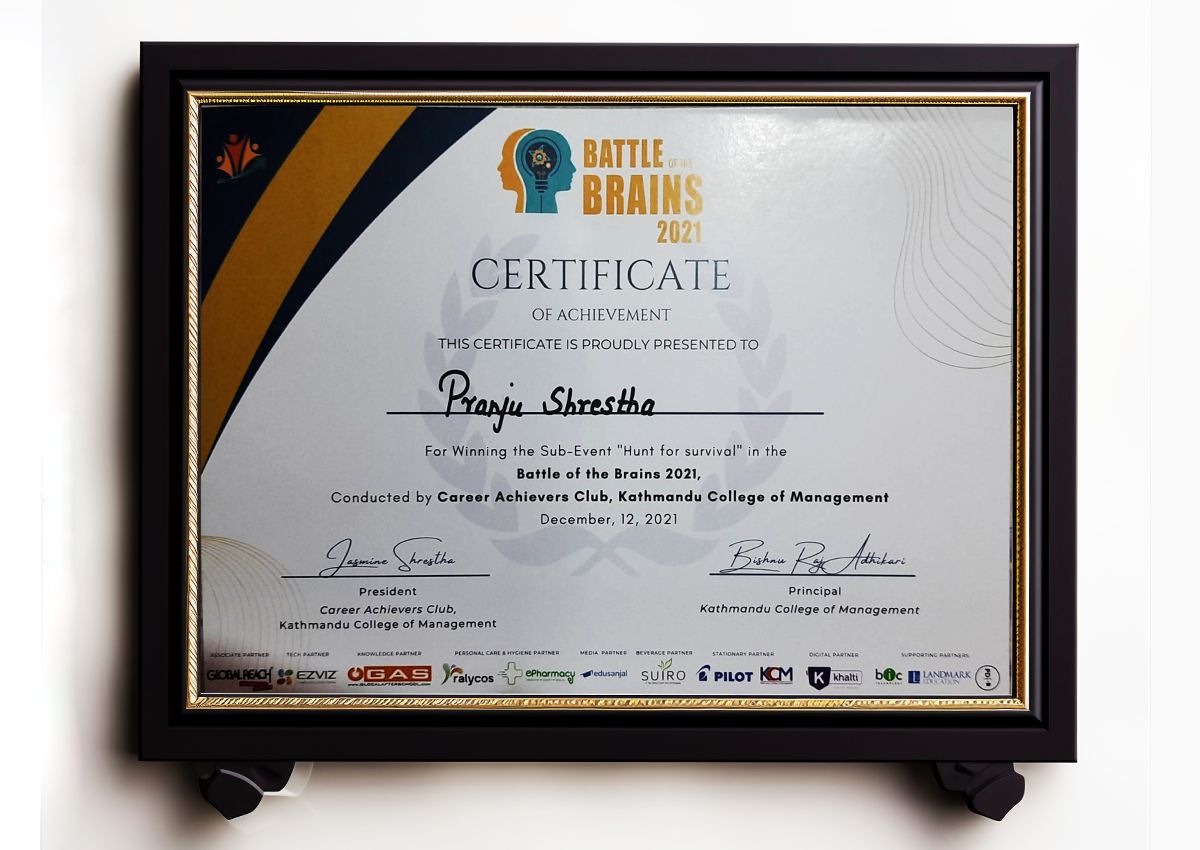 BATTLE OF THE
BRAINS
2021
CERTIFICATE
OF ACHIEVEMENT
THIS CERTIFICATE IS PROUDLY PRESENTED TO
Pranju Shrestha
For Winning the Sub-Event "Hunt for survival" in the
Battle of the Brains 2021,
Conducted by Career Achievers Club, Kathmandu College of Management
December, 12, 2021
Jasmine Shrestha
President
Career Achievers Club,
Kathmandu College of Management
Bishnu Raj Adhikari
Principal
Kathmandu College of Management
ASSOCIATE PARTNER TECH PARTNER KNOWLEDGE PARTNER PERSONAL CARE & HYGIENE PARTNER MEDIA PARTNER BEVERAGE PARTNER STATIONARY PARTNER DIGITAL PARTNER SUPPORTING PARTNERS
GLOBAL REACH EZVIZ GAS ralycos ePharmacy edusanjal SUIRO PILOT KCM khalti bic LANDMARK
WWW.GLOBALAFTERSCHOOL.COM EDUCATION